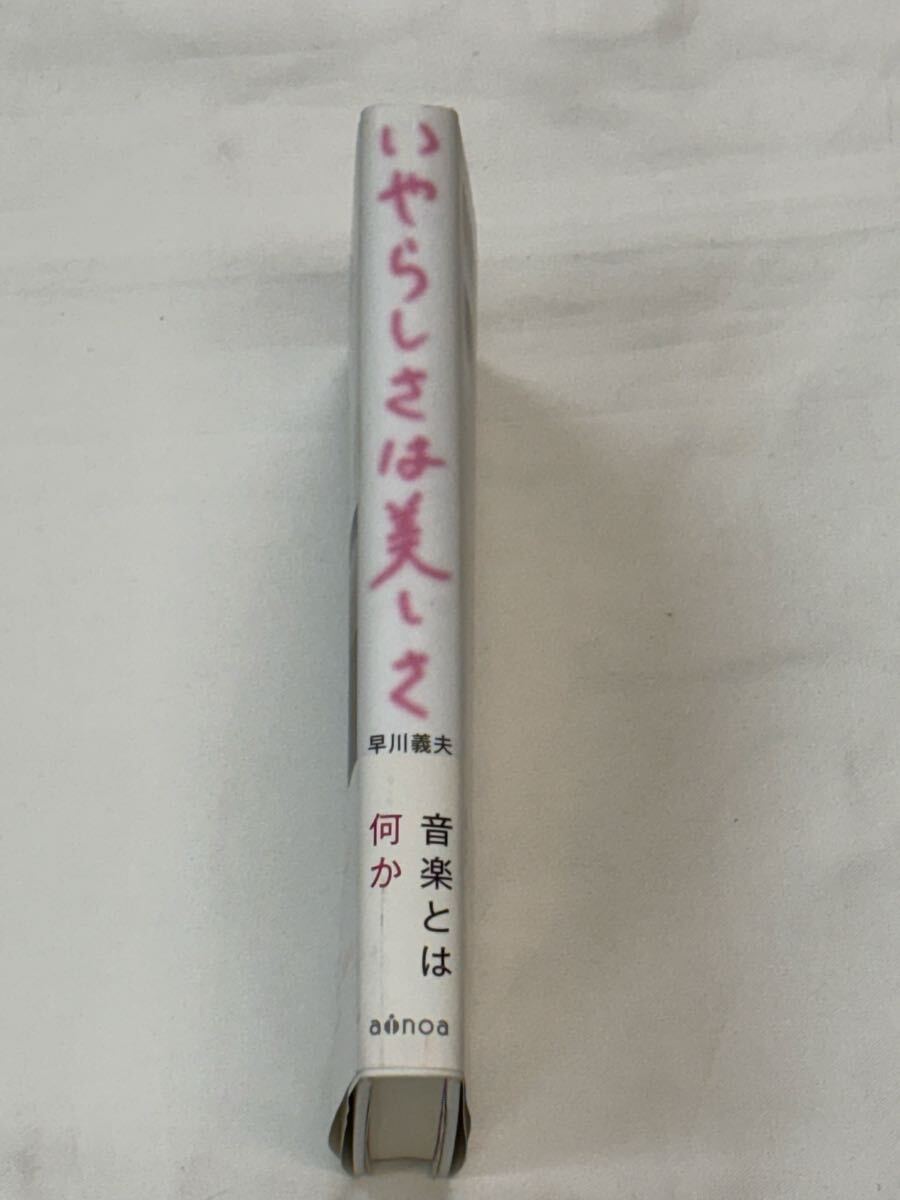 いやらしさは美しさ
早川義夫
音楽とは
何か
ainoa